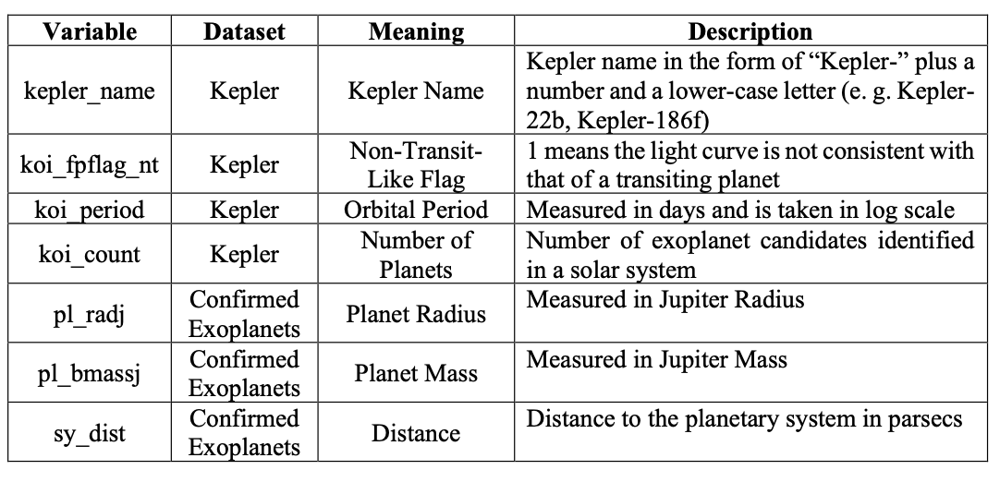 Variable Dataset Meaning Description
kepler_name Kepler Kepler Name Kepler name in the form of “Kepler-” plus a
number and a lower-case letter (e. g. Kepler-
22b, Kepler-186f)
koi_fpflag_nt Kepler Non-Transit-
Like Flag 1 means the light curve is not consistent with
that of a transiting planet
koi_period Kepler Orbital Period Measured in days and is taken in log scale
koi_count Kepler Number of
Planets Number of exoplanet candidates identified
in a solar system
pl_radj Confirmed
Exoplanets Planet Radius Measured in Jupiter Radius
pl_bmassj Confirmed
Exoplanets Planet Mass Measured in Jupiter Mass
sy_dist Confirmed
Exoplanets Distance Distance to the planetary system in parsecs